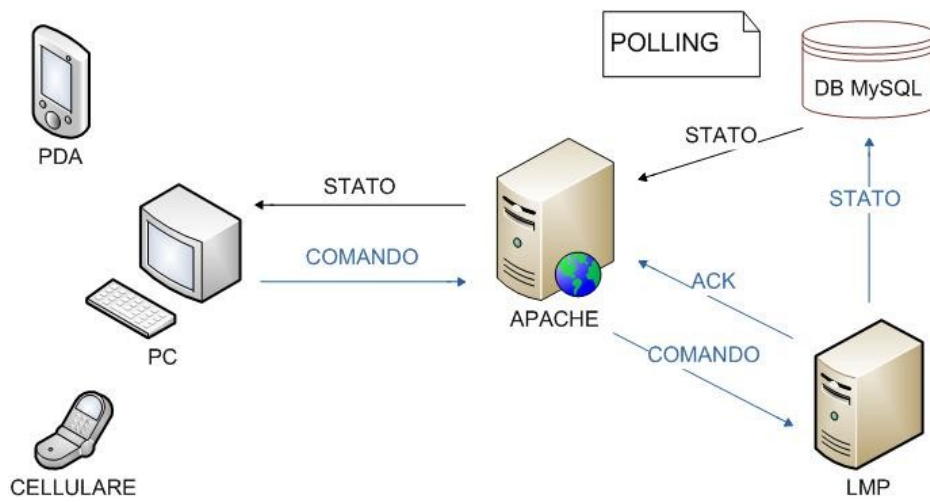 POLLING
DB MySQL
PDA
STATO
STATO
STATO
COMANDO
ACK
APACHE
PC
COMANDO
CELLULARE
LMP